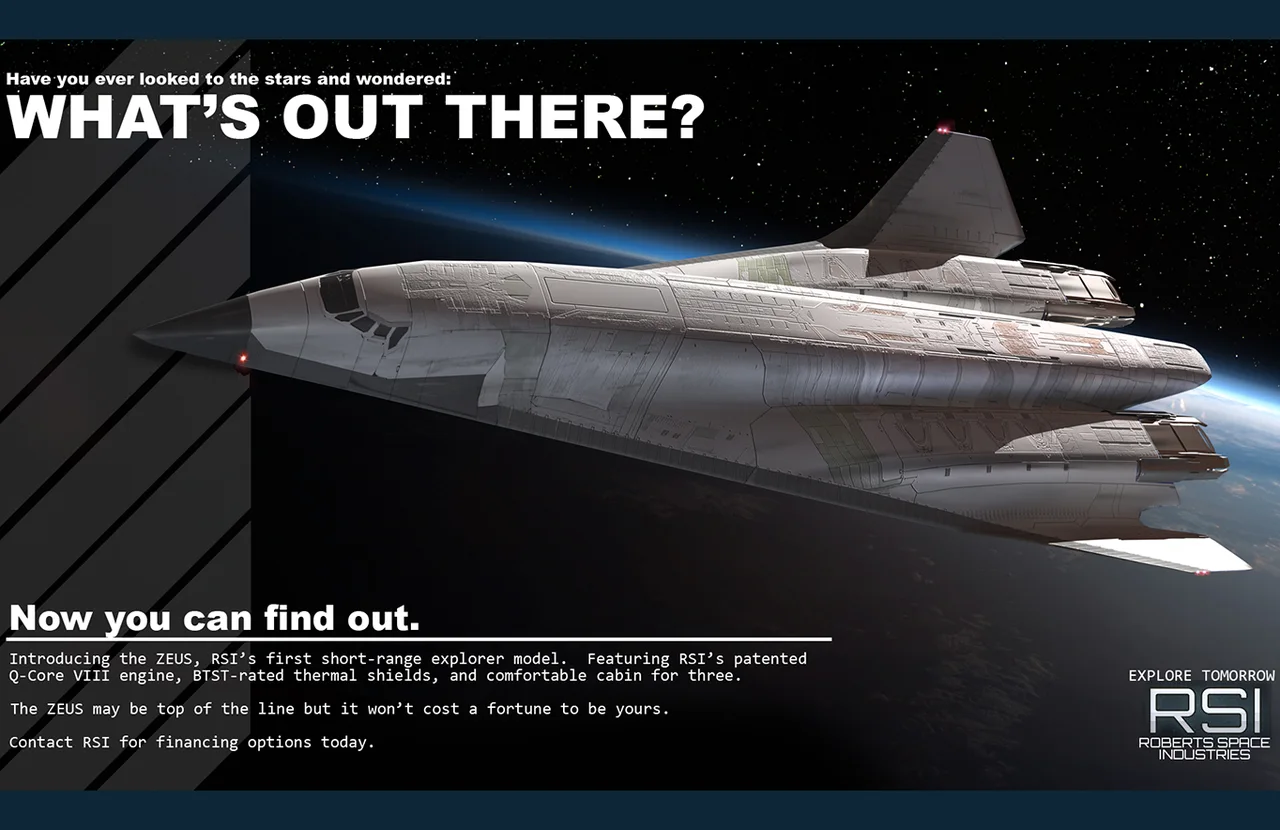 Have you ever looked to the stars and wondered:
WHAT’S OUT THERE?
Now you can find out.
Introducing the ZEUS, RSI’s first short-range explorer model.  Featuring RSI’s patented
Q-Core VIII engine, BTST-rated thermal shields, and comfortable cabin for three.
The ZEUS may be top of the line but it won’t cost a fortune to be yours.
Contact RSI for financing options today.
EXPLORE TOMORROW
RSI
ROBERTS SPACE
INDUSTRIES